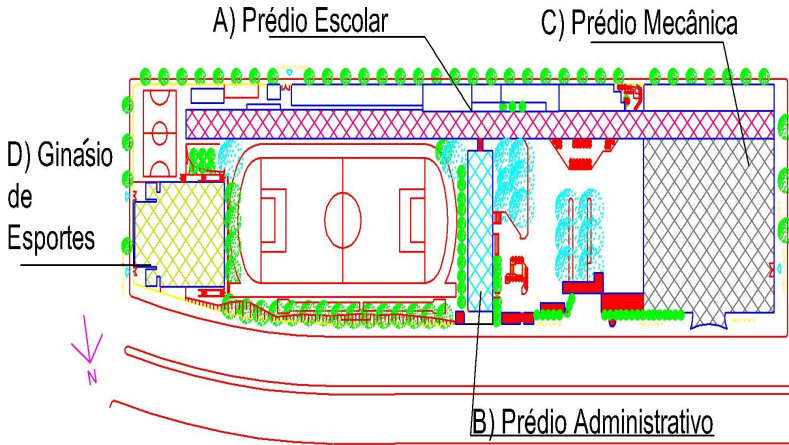 A) Prédio Escolar
C) Prédio Mecânica
D) Ginásio
de
Esportes
N
B) Prédio Administrativo